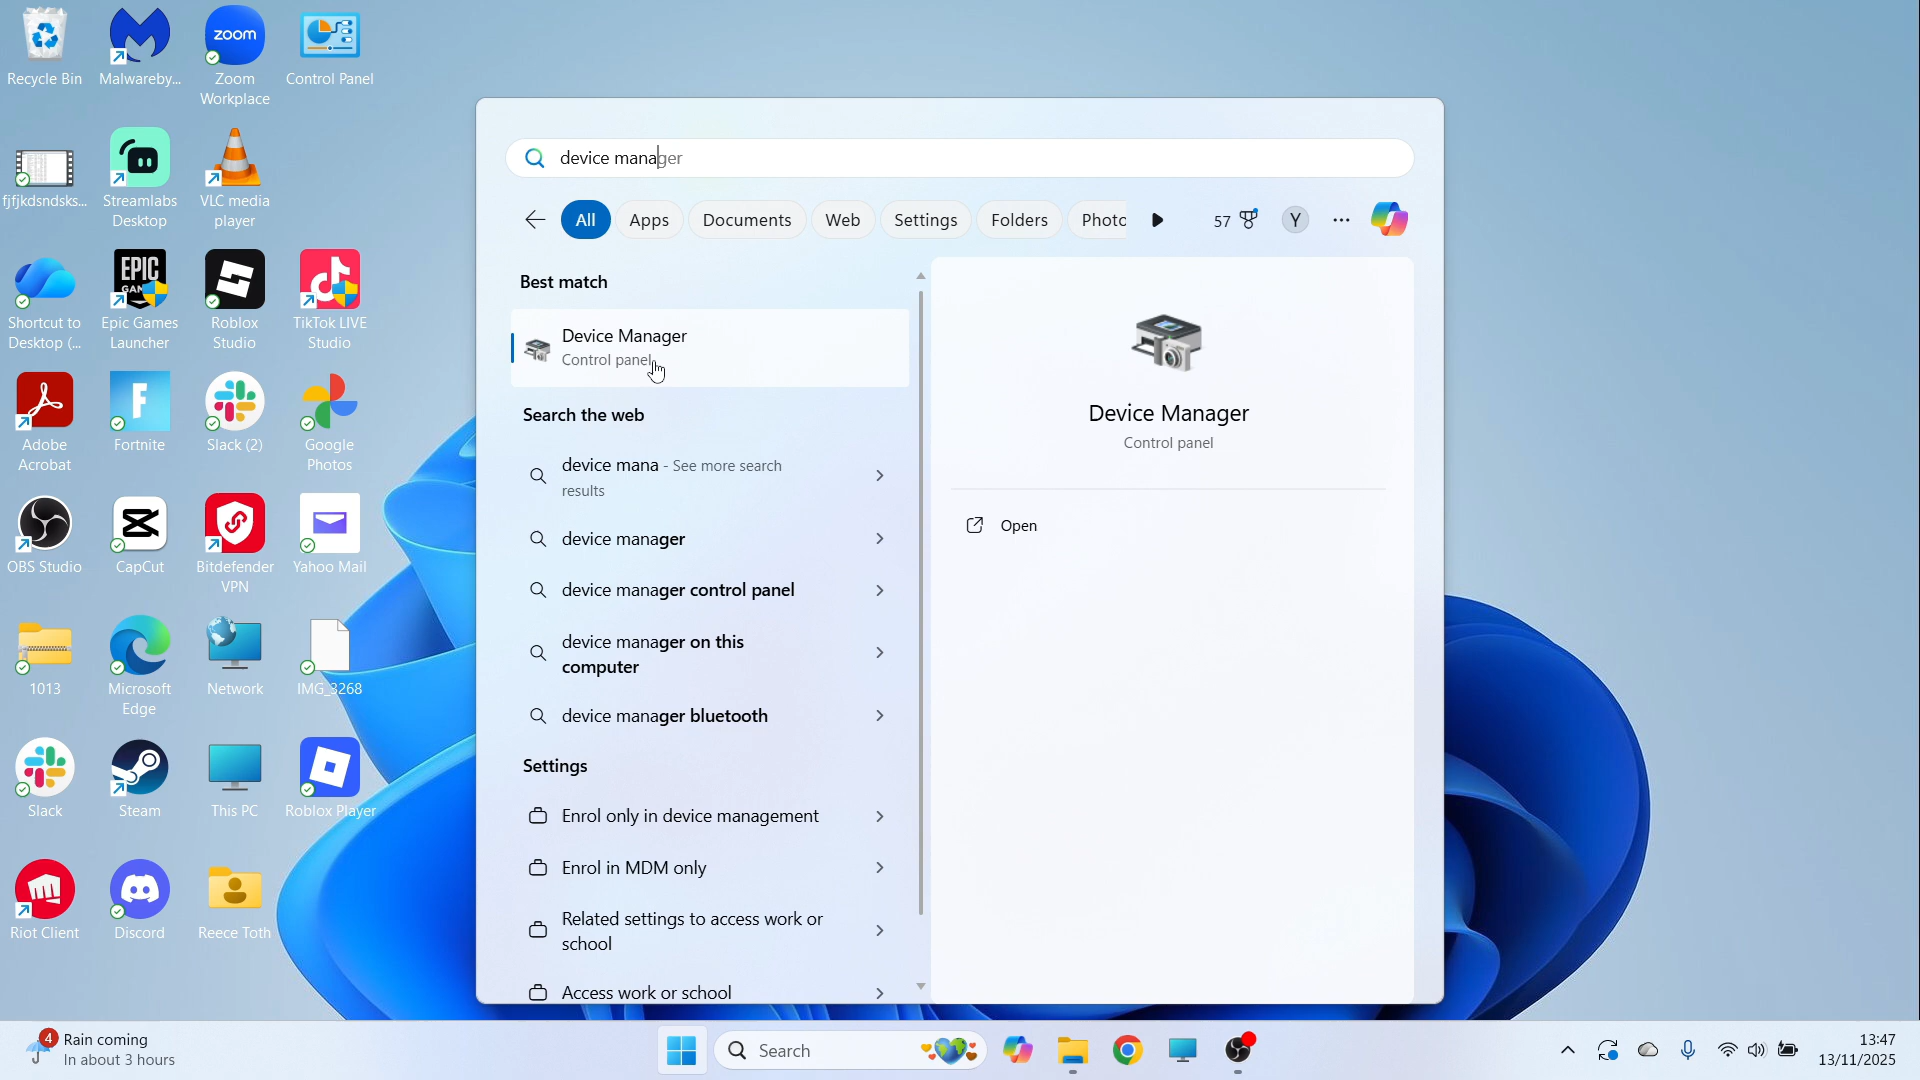 Recycle Bin
Malwareby...
zoom
Zoom
Workplace
Control Panel
fjfjkdsndsks...
Streamlabs
Desktop
VLC media
player
Shortcut to
Desktop (...
EPIC
Epic Games
Launcher
Roblox
Studio
TikTok LIVE
Studio
Adobe
Acrobat
Fortnite
Slack (2)
Google
Photos
OBS Studio
CapCut
Bitdefender
VPN
Yahoo Mail
1013
Microsoft
Edge
Network
IMG_3268
Slack
Steam
This PC
Roblox Player
Riot Client
Discord
Reece Toth
device manager
All
Apps
Documents
Web
Settings
Folders
Photo
57
Y
Best match
Device Manager
Control panel
Search the web
device mana - See more search
results
device manager
device manager control panel
device manager on this
computer
device manager bluetooth
Settings
Enrol only in device management
Enrol in MDM only
Related settings to access work or
school
Access work or school
Device Manager
Control panel
Open
4
Rain coming
In about 3 hours
Search
13:47
13/11/2025